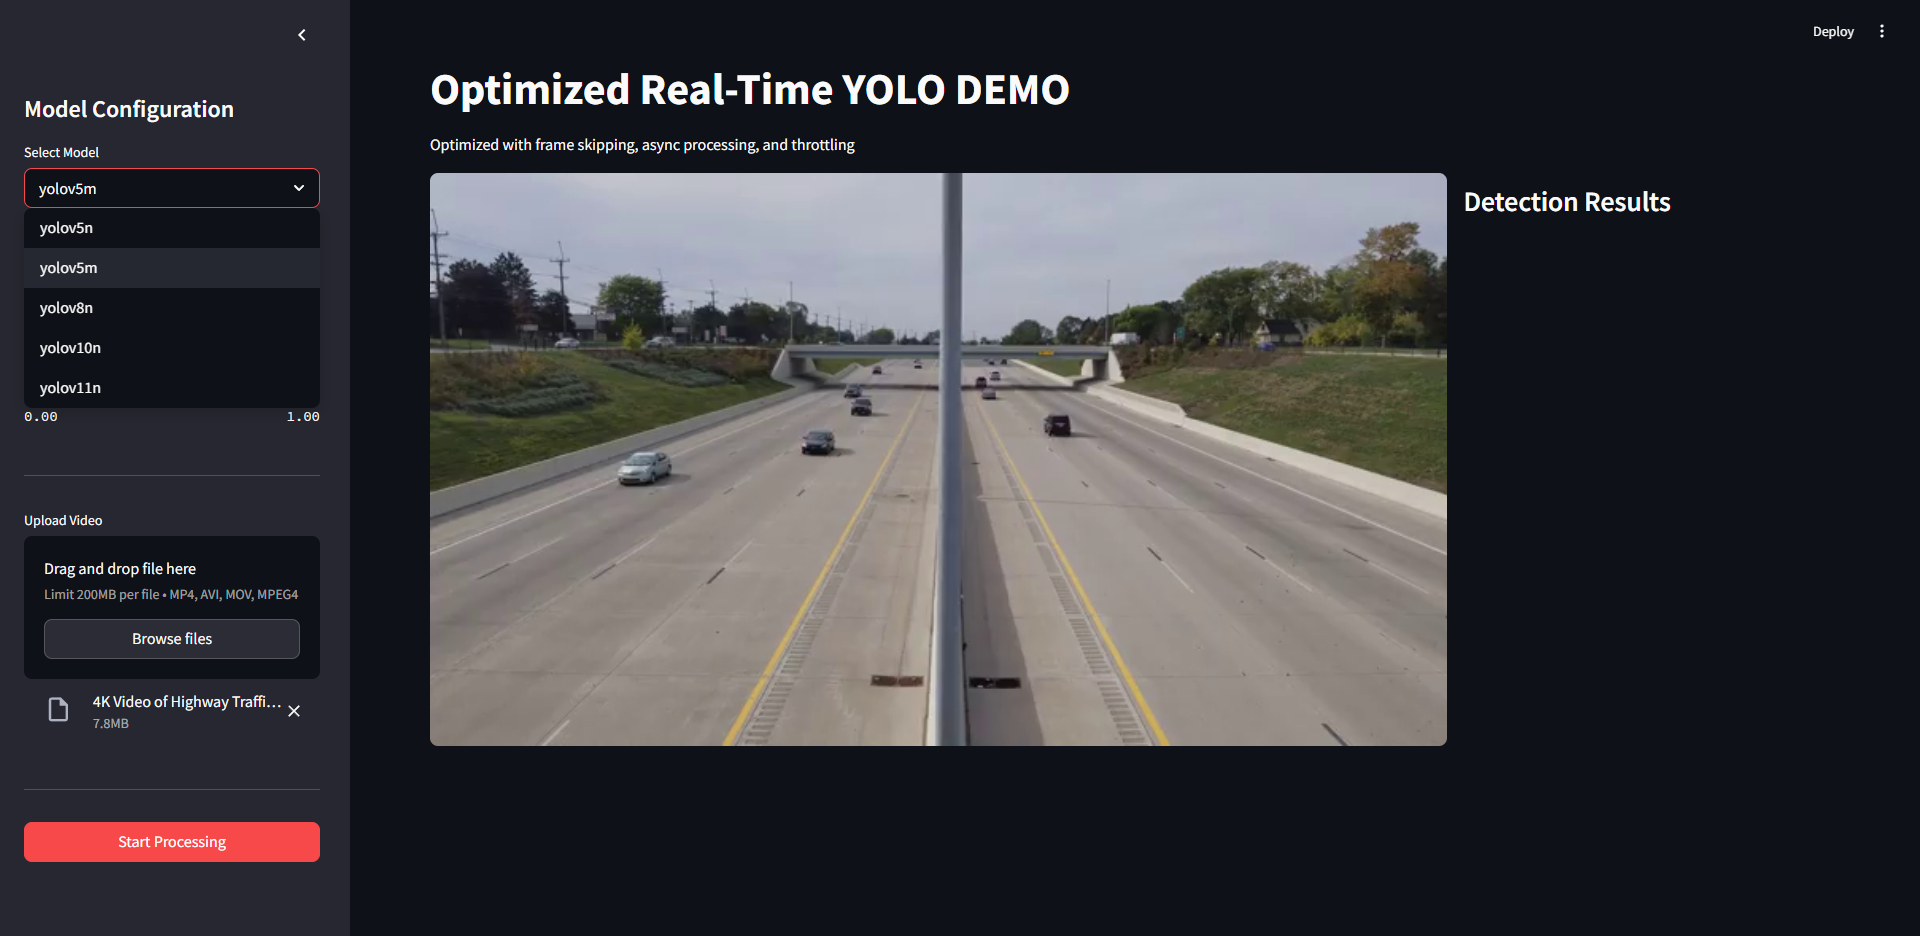 Deploy
Model Configuration
Select Model
yolov5m
yolov5n
yolov5m
yolov8n
yolov10n
yolov11n
0.00 1.00
Upload Video
Drag and drop file here
Limit 200MB per file • MP4, AVI, MOV, MPEG4
Browse files
4K Video of Highway Traffi...
7.8MB
Start Processing
Optimized Real-Time YOLO DEMO
Optimized with frame skipping, async processing, and throttling
Detection Results